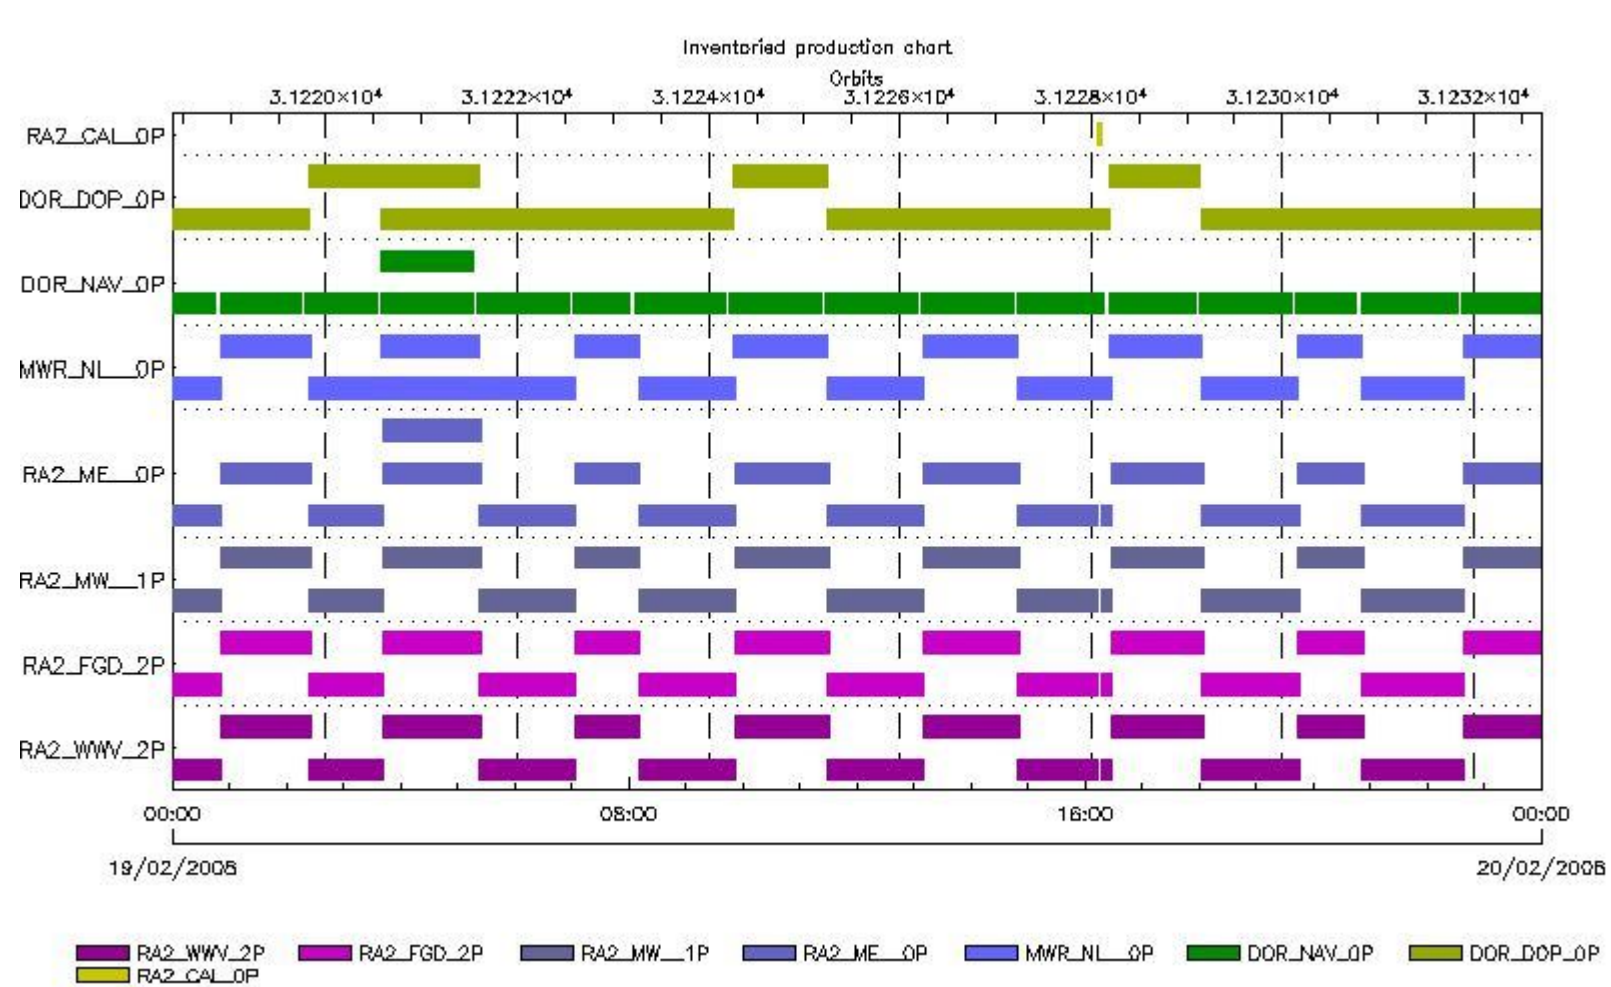 Inventoried production chart
Orbits
3.1220×10⁴ 3.1222×10⁴ 3.1224×10⁴ 3.1226×10⁴ 3.1228×10⁴ 3.1230×10⁴ 3.1232×10⁴
RA2_CAL_0P
DOR_DOP_0P
DOR_NAV_0P
MWR_NL__0P
RA2_ME__0P
RA2_MW__1P
RA2_FGD_2P
RA2_WWV_2P
00:00 08:00 16:00 00:00
19/02/2008 20/02/2008
RA2_WWV_2P RA2_FGD_2P RA2_MW__1P RA2_ME__0P MWR_NL__0P DOR_NAV_0P DOR_DOP_0P
RA2_CAL_0P